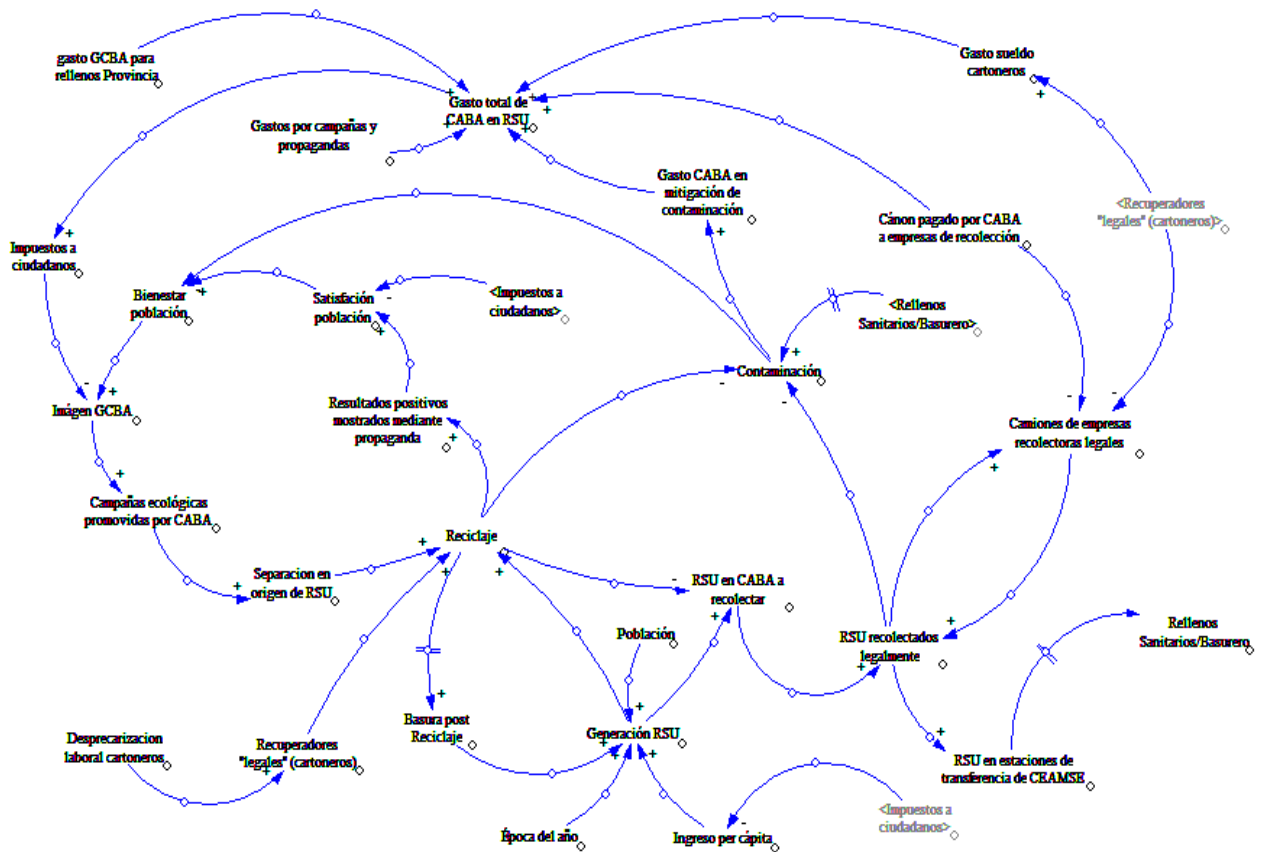 gasto GCBA para
rellenos Provincia
Gasto sueldo
cartoneros
Gasto total de
CABA en RSU
Gastos por campañas y
propagandas
Gasto CABA en
mitigación de
contaminación
Cánon pagado por CABA
a empresas de recolección
<Recuperadores
"legales" (cartoneros)>
Impuestos a
ciudadanos
Bienestar
población
Satisfación
población
<Impuestos a
ciudadanos>
<Rellenos
Sanitarios/Basurero>
Contaminación
Imágen GCBA
Resultados positivos
mostrados mediante
propaganda
Camiones de empresas
recolectoras legales
Campañas ecológicas
promovidas por CABA
Reciclaje
Separacion en
origen de RSU
RSU en CABA a
recolectar
Población
RSU recolectados
legalmente
Rellenos
Sanitarios/Basurero
Desprecarizacion
laboral cartoneros
Recuperadores
"legales" (cartoneros)
Basura post
Reciclaje
Generación RSU
RSU en estaciones de
transferencia de CEAMSE
Época del año
Ingreso per cápita
<Impuestos a
ciudadanos>